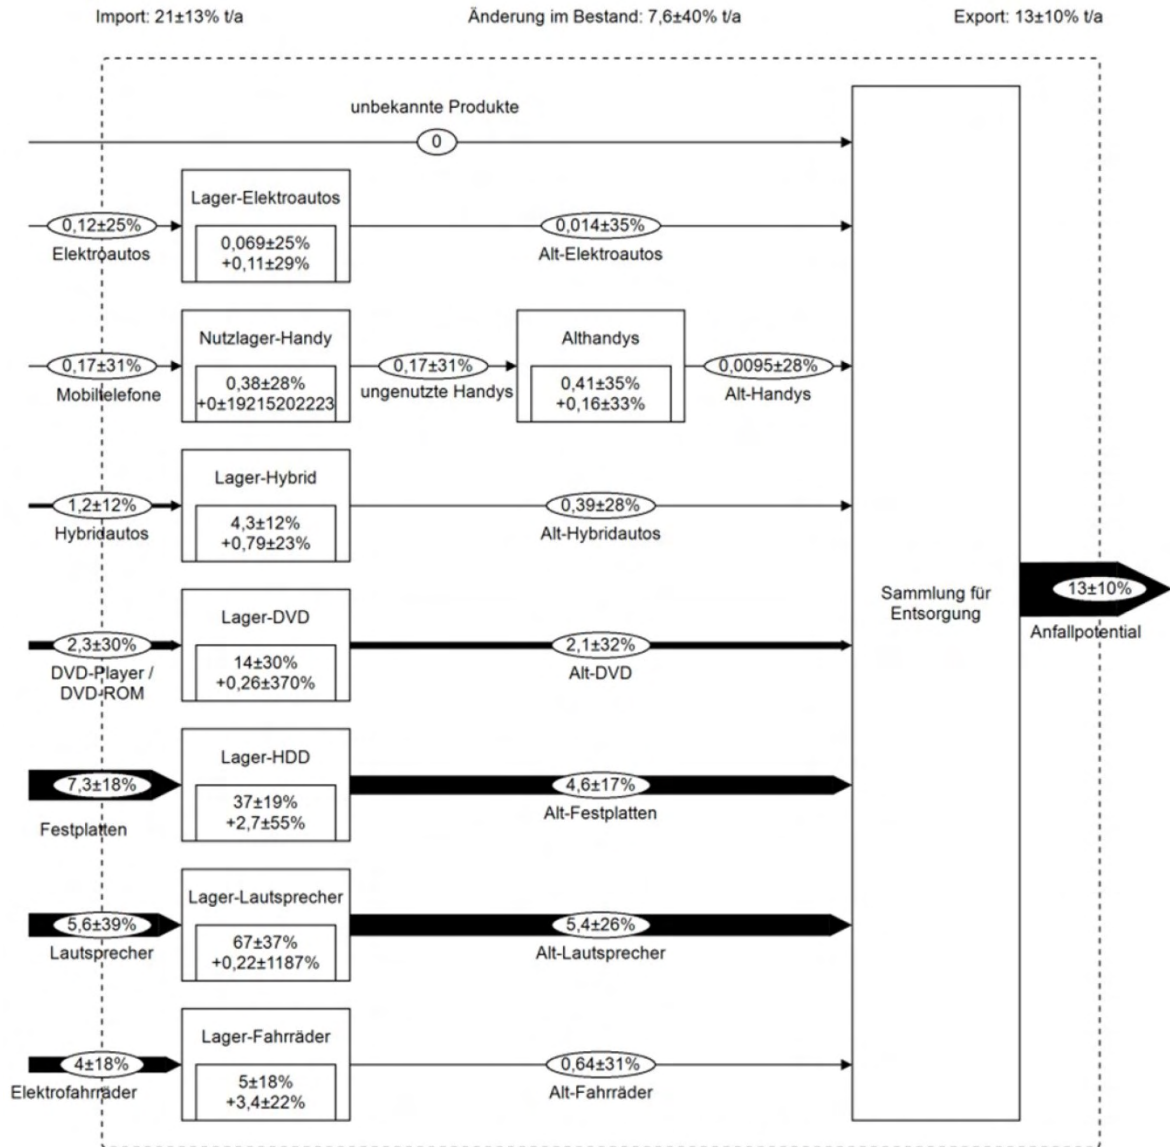 Import: 21±13% t/a
Änderung im Bestand: 7,6±40% t/a
Export: 13±10% t/a
unbekannte Produkte
0
Lager-Elektroautos
0,12±25%
Elektroautos
0,069±25%
+0,11±29%
0,014±35%
Alt-Elektroautos
Nutzlager-Handy
0,17±31%
Mobiltelefone
0,38±28%
+0±19215202223
0,17±31%
ungenutzte Handys
Althandys
0,41±35%
+0,16±33%
0,0095±28%
Alt-Handys
Lager-Hybrid
1,2±12%
Hybridautos
4,3±12%
+0,79±23%
0,39±28%
Alt-Hybridautos
Lager-DVD
2,3±30%
DVD-Player /
DVD-ROM
14±30%
+0,26±370%
2,1±32%
Alt-DVD
Sammlung für
Entsorgung
13±10%
Anfallpotential
Lager-HDD
7,3±18%
Festplatten
37±19%
+2,7±55%
4,6±17%
Alt-Festplatten
Lager-Lautsprecher
5,6±39%
Lautsprecher
67±37%
+0,22±1187%
5,4±26%
Alt-Lautsprecher
Lager-Fahrräder
4±18%
Elektrofahrräder
5±18%
+3,4±22%
0,64±31%
Alt-Fahrräder